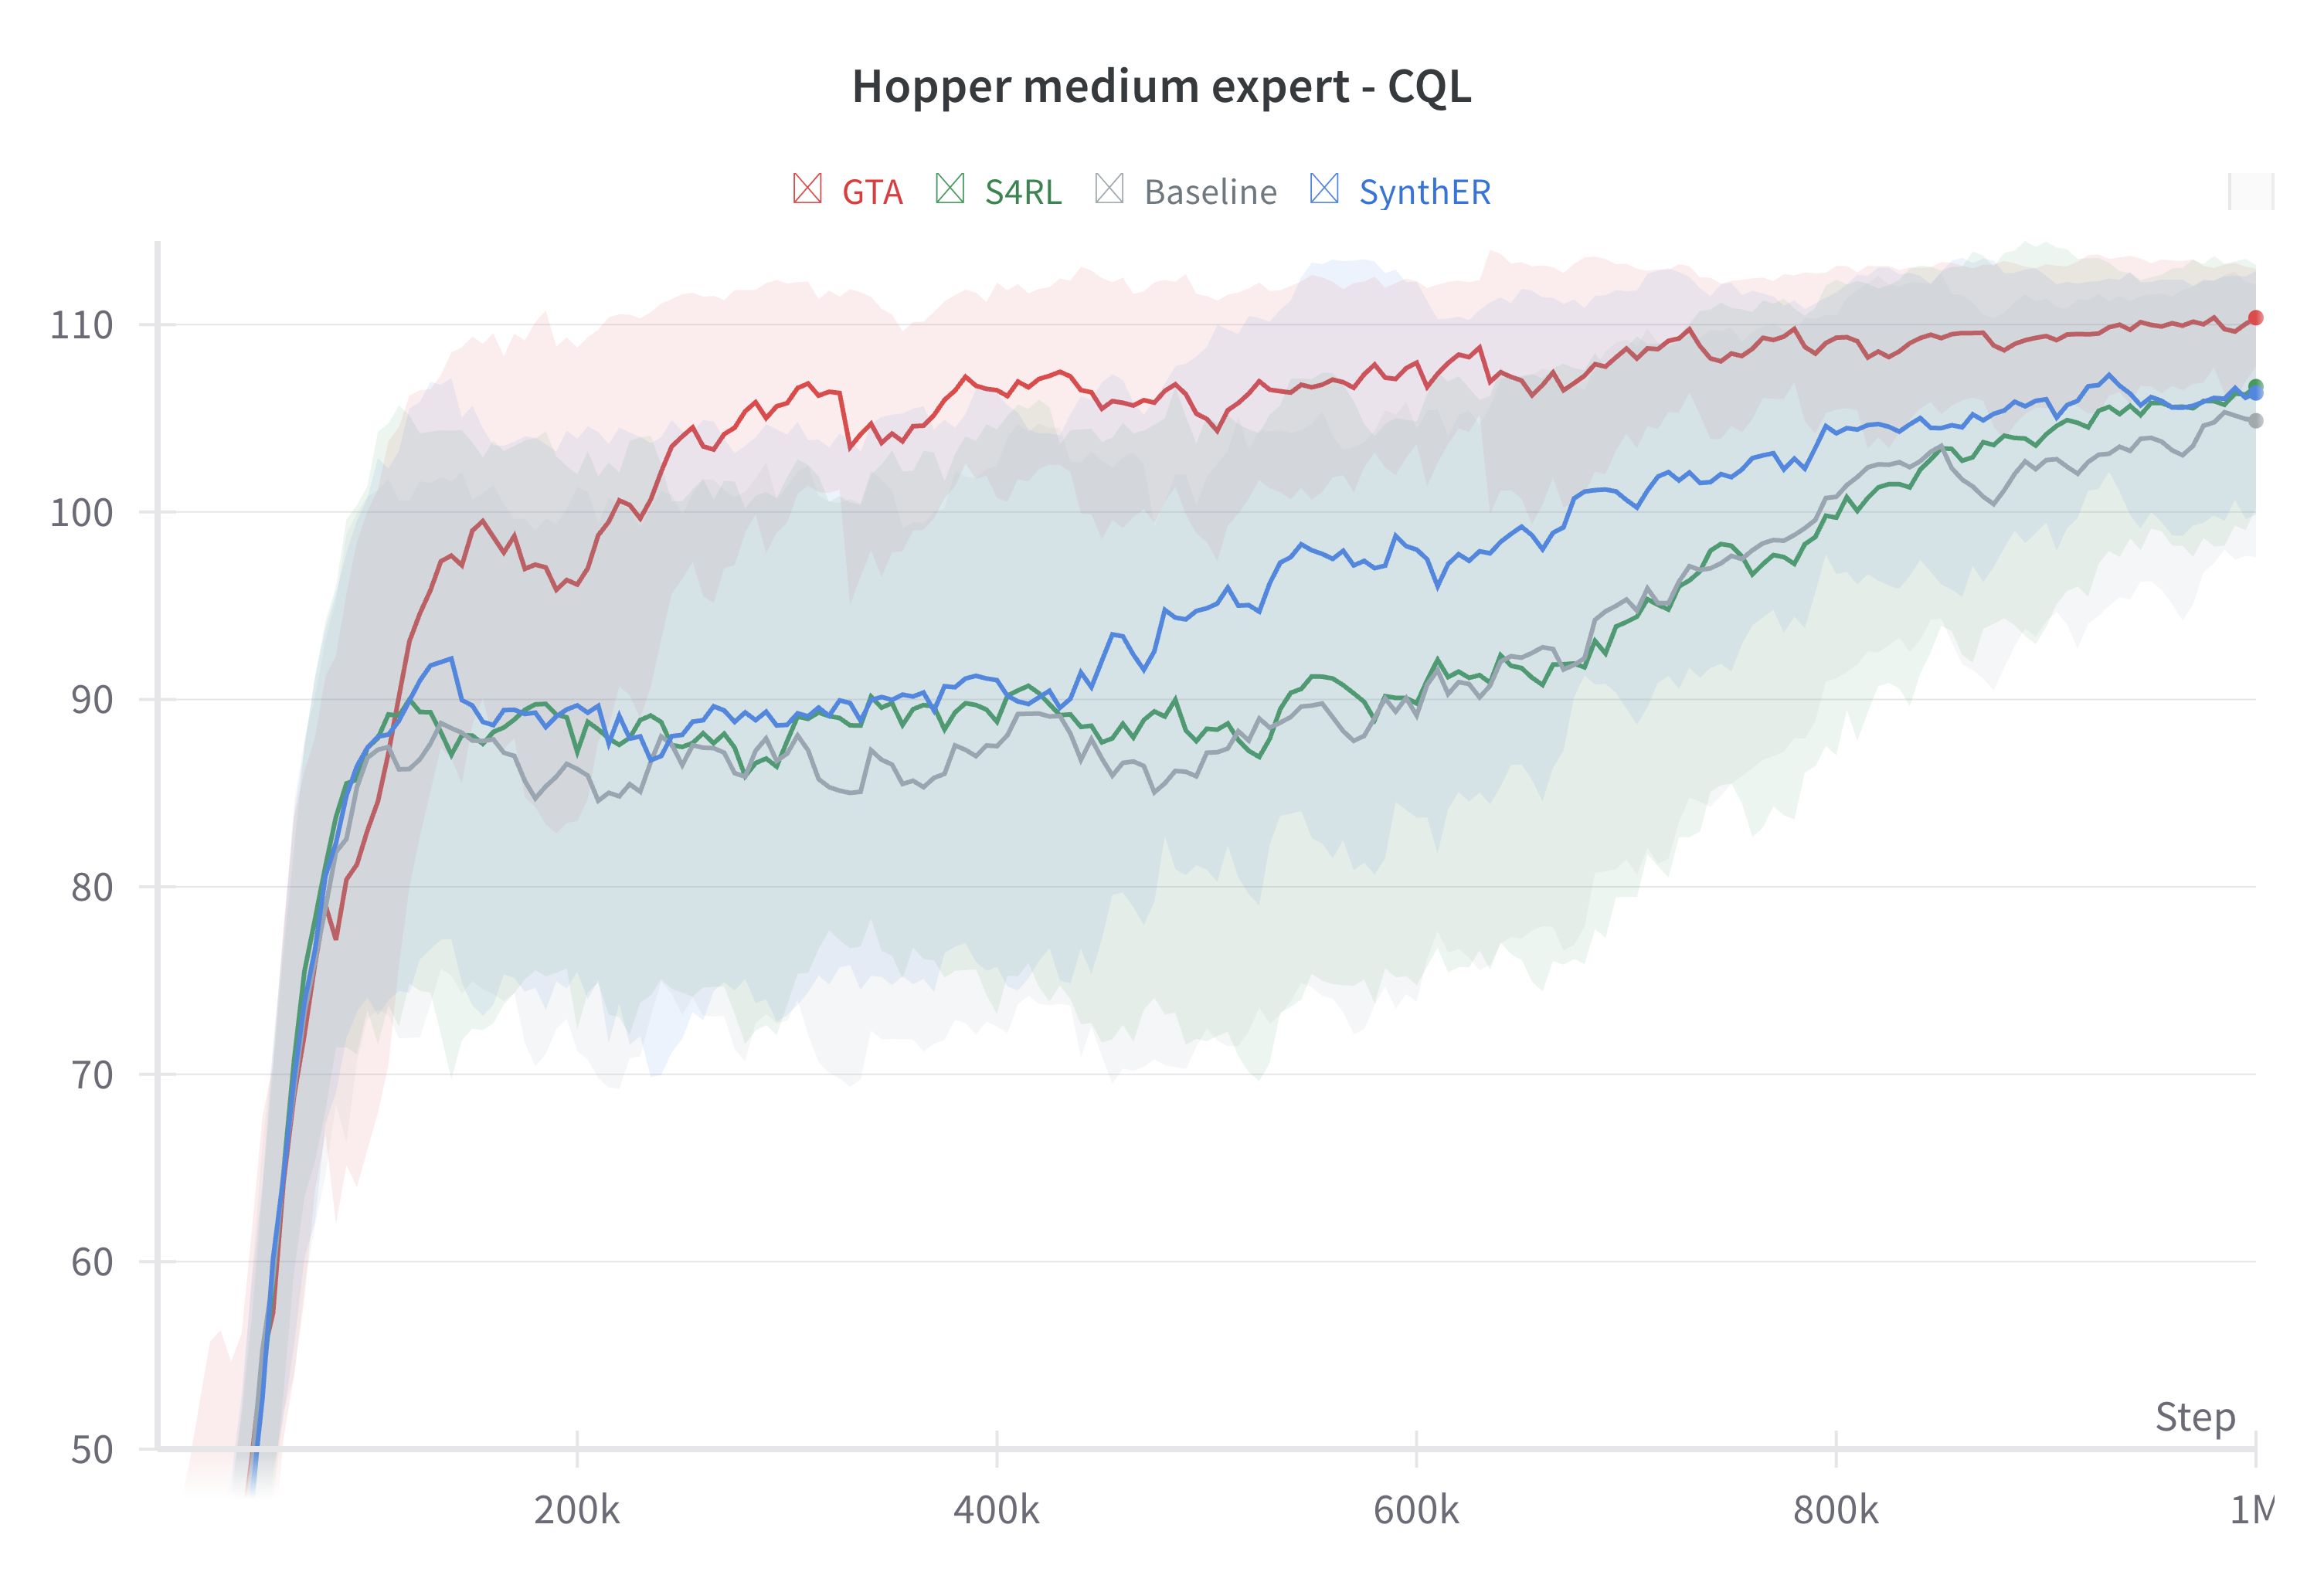 Hopper medium expert - CQL
GTA S4RL Baseline SynthER
110
100
90
80
70
60
50
Step
200k 400k 600k 800k 1M